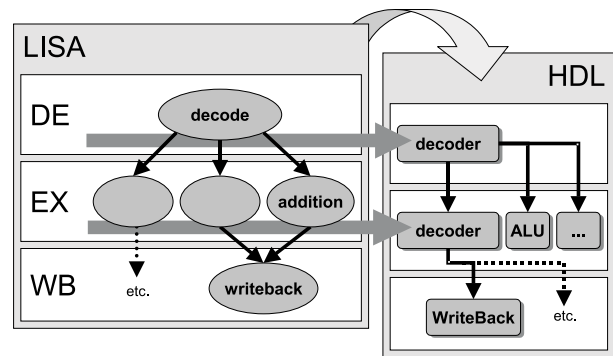 LISA
HDL
DE
decode
decoder
EX
addition
decoder
ALU
...
WB
etc.
writeback
WriteBack
etc.